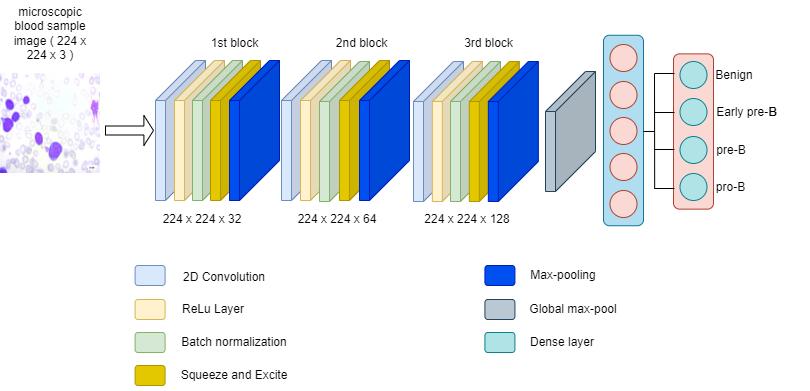 microscopic
blood sample
image ( 224 x
224 x 3 )
1st block
2nd block
3rd block
Benign
Early pre-B
pre-B
pro-B
224 x 224 x 32
224 x 224 x 64
224 x 224 x 128
2D Convolution
ReLu Layer
Batch normalization
Squeeze and Excite
Max-pooling
Global max-pool
Dense layer